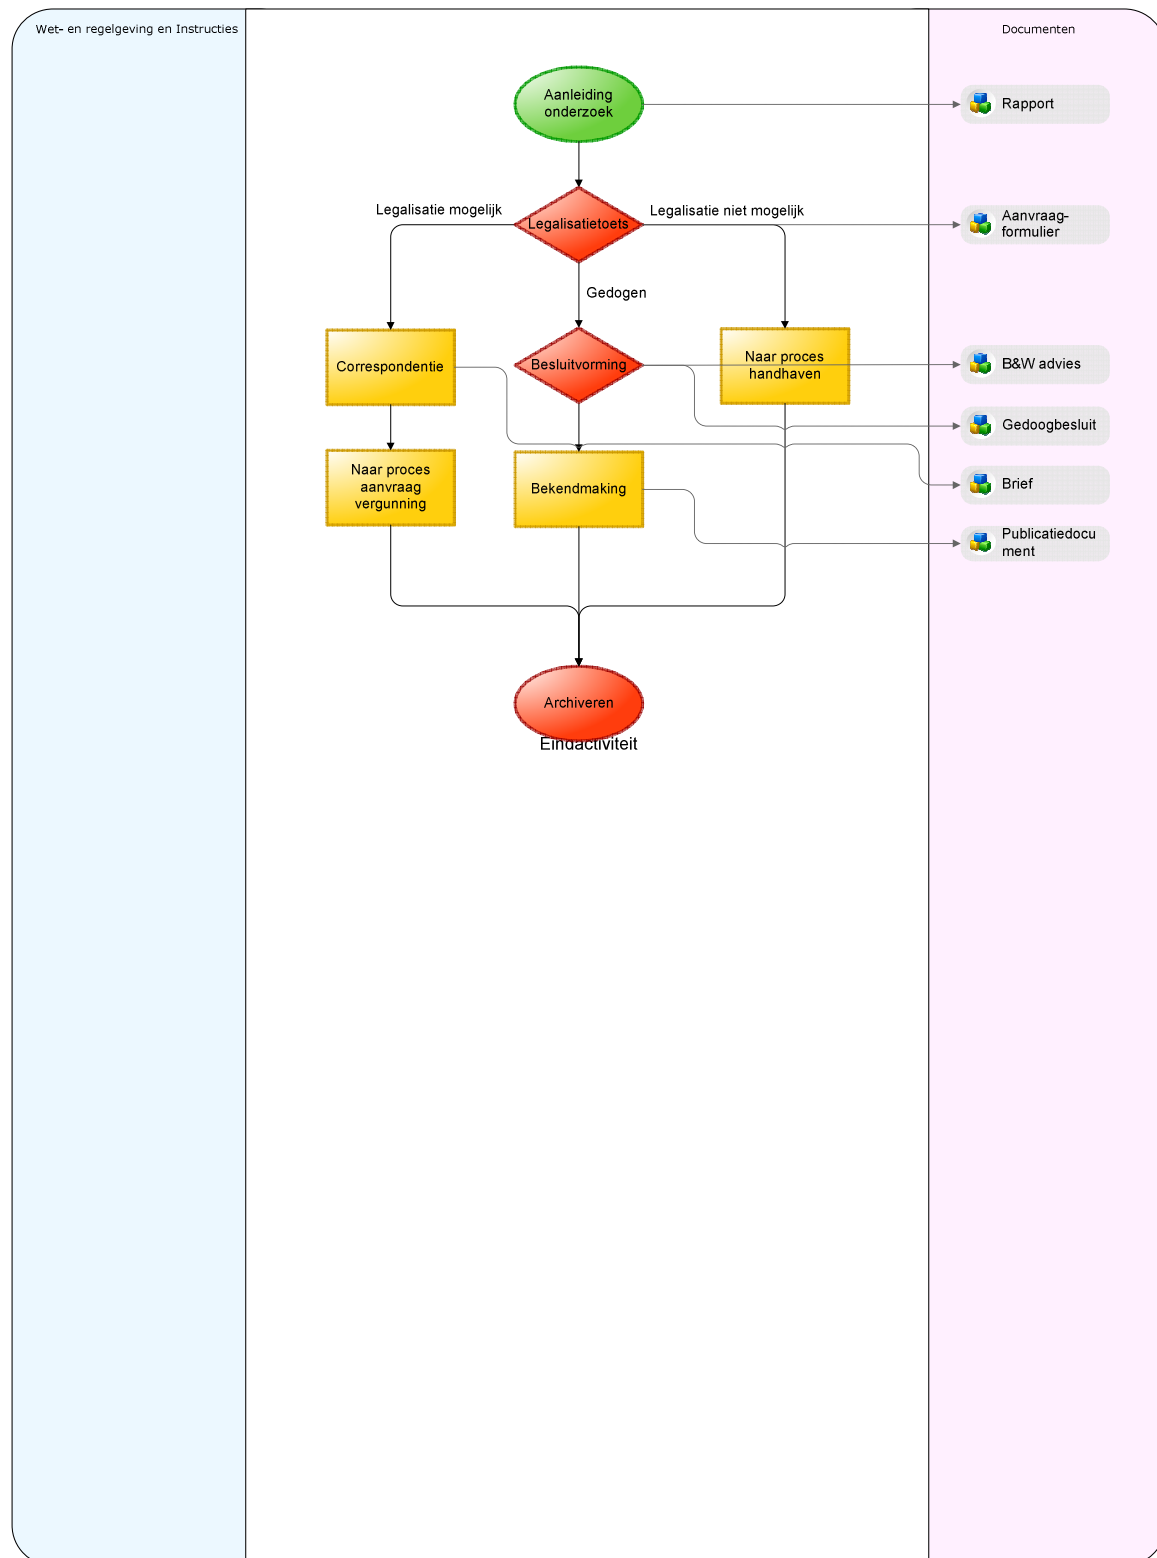 Wet- en regelgeving en Instructies
Documenten
Aanleiding
onderzoek
Rapport
Legalisatie mogelijk
Legalisatietoets
Legalisatie niet mogelijk
Aanvraag-
formulier
Gedogen
Correspondentie
Besluitvorming
Naar proces
handhaven
B&W advies
Gedoogbesluit
Naar proces
aanvraag
vergunning
Bekendmaking
Brief
Publicatiedocu
ment
Archiveren
Eindactiviteit